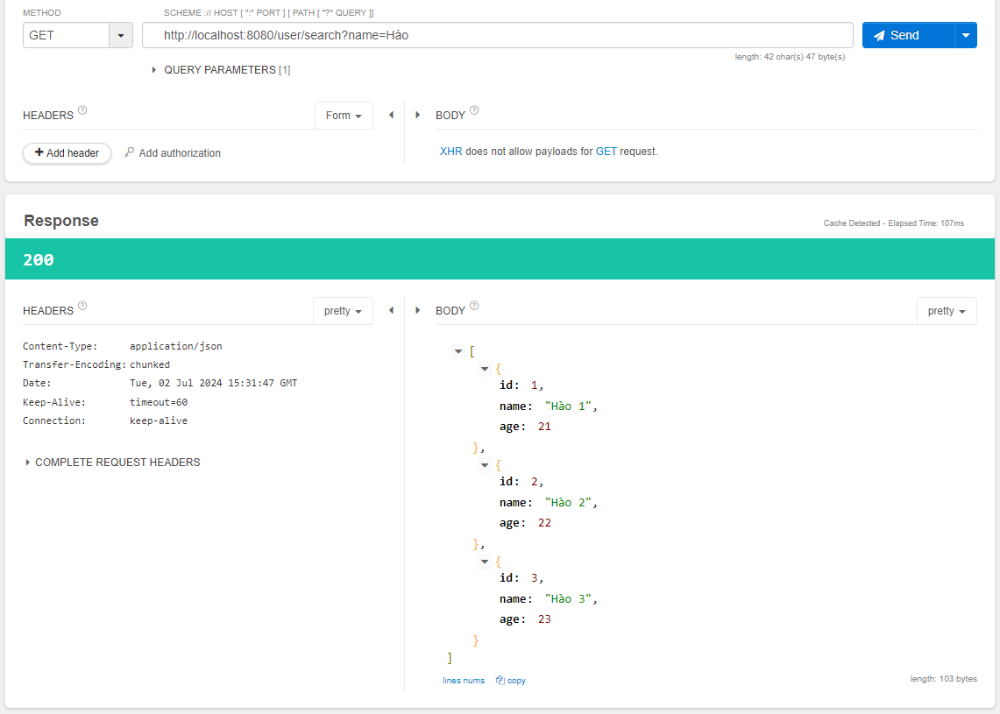 METHOD SCHEME :// HOST [ ":" PORT ] [ PATH [ "?" QUERY ]]
GET http://localhost:8080/user/search?name=Hào Send
length: 42 char(s) 47 byte(s)
QUERY PARAMETERS [1]
HEADERS ? Form BODY ?
Add header Add authorization XHR does not allow payloads for GET request.
Response Cache Detected - Elapsed Time: 107ms
200
HEADERS ? pretty BODY ? pretty
Content-Type: application/json
Transfer-Encoding: chunked
Date: Tue, 02 Jul 2024 15:31:47 GMT
Keep-Alive: timeout=60
Connection: keep-alive
COMPLETE REQUEST HEADERS
[
{
id: 1,
name: "Hào 1",
age: 21
},
{
id: 2,
name: "Hào 2",
age: 22
},
{
id: 3,
name: "Hào 3",
age: 23
}
]
lines nums copy length: 103 bytes